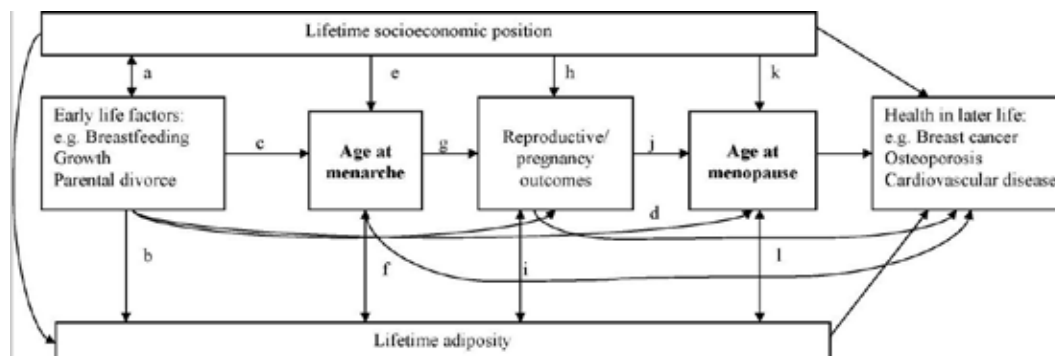 Lifetime socioeconomic position
a
e
h
k
Early life factors:
e.g. Breastfeeding
Growth
Parental divorce
c
Age at
menarche
g
Reproductive/
pregnancy
outcomes
j
Age at
menopause
Health in later life:
e.g. Breast cancer
Osteoporosis
Cardiovascular disease
d
b
f
i
l
Lifetime adiposity